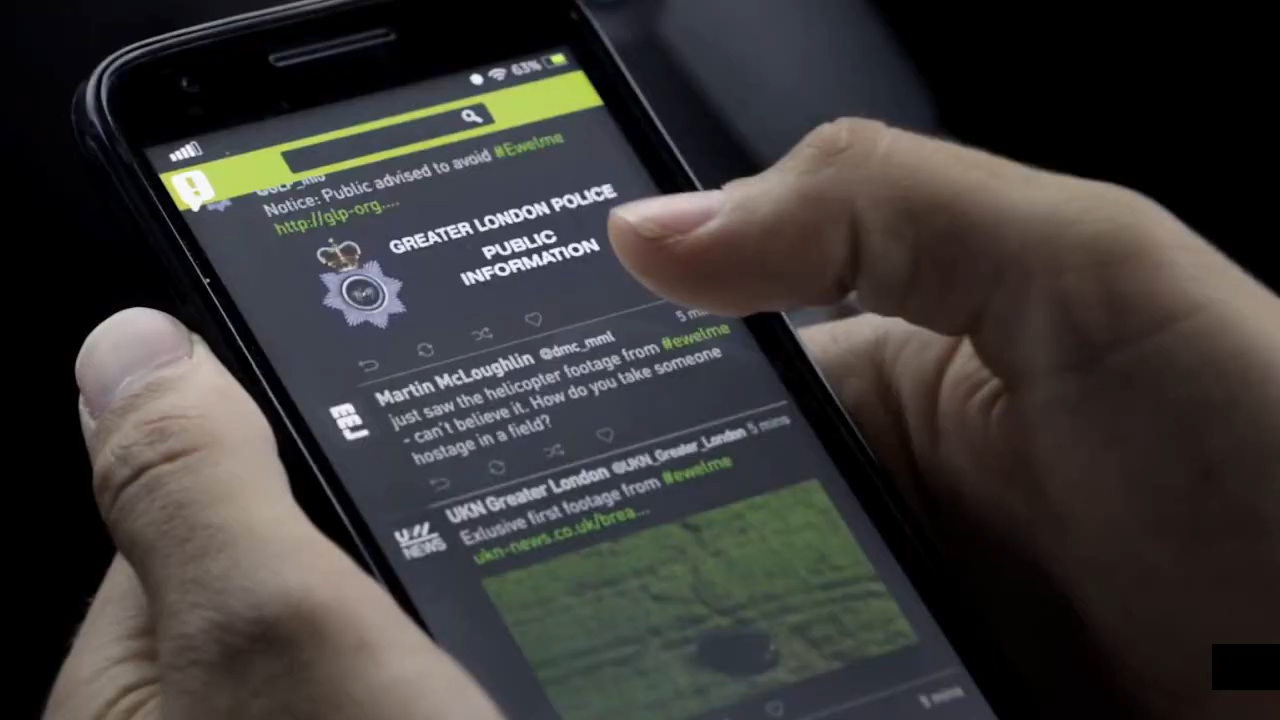 63%
Notice: Public advised to avoid #Ewelme
http://glp-org....
GREATER LONDON POLICE
PUBLIC
INFORMATION
Martin McLoughlin @dmc_mml
just saw the helicopter footage from #ewelme
- can't believe it. How do you take someone
hostage in a field?
UKN Greater London @UKN_Greater_London 5 mins
Exlusive first footage from #ewelme
ukn-news.co.uk/brea...
NEWS